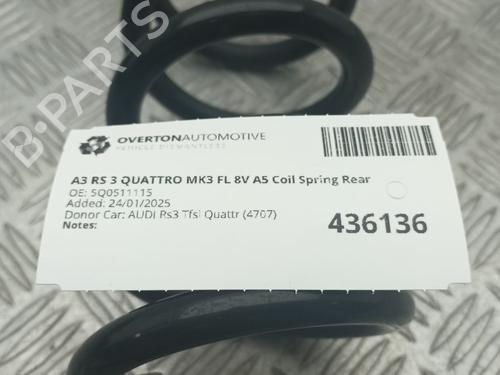 B-PARTS
OVERTONAUTOMOTIVE
VEHICLE DISMANTLERS
A3 RS 3 QUATTRO MK3 FL 8V A5 Coil Spring Rear
OE: 5Q0511115
Added: 24/01/2025
Donor Car: AUDI Rs3 Tfsi Quattr (4707)
Notes:
436136